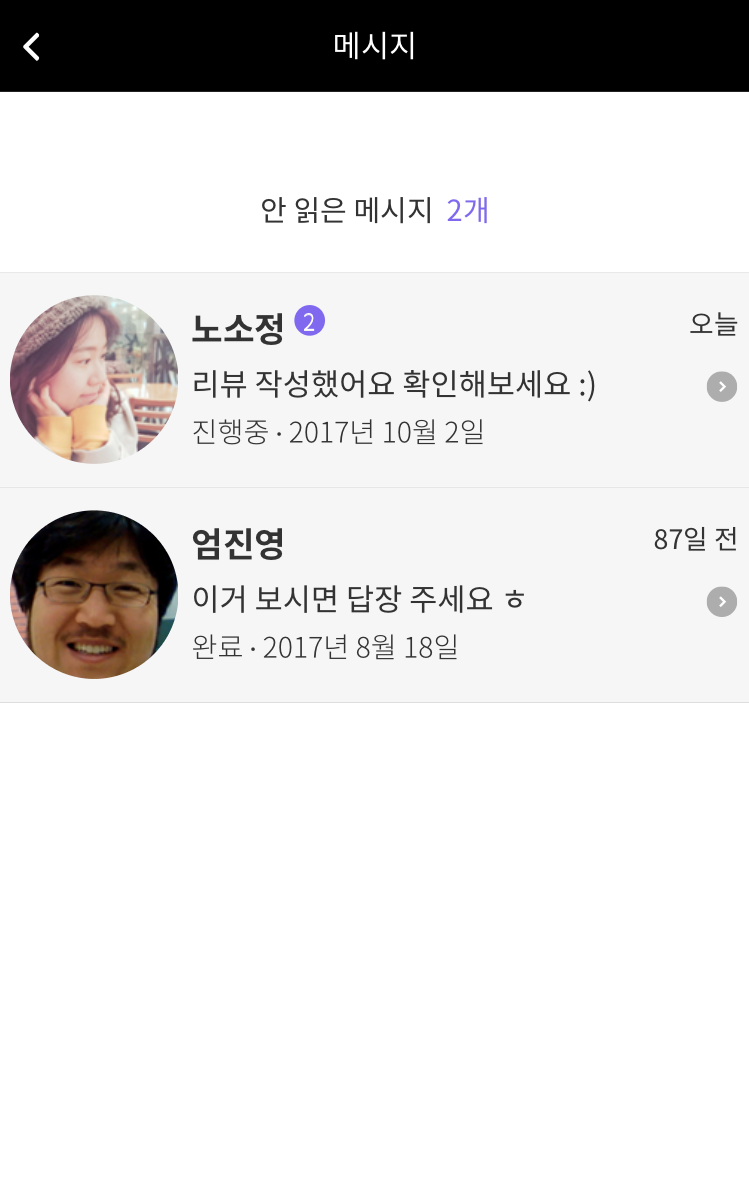 메시지
안 읽은 메시지 2개
노소정 2
오늘
리뷰 작성했어요 확인해보세요 :)
진행중 · 2017년 10월 2일
엄진영
87일 전
이거 보시면 답장 주세요 ㅎ
완료 · 2017년 8월 18일